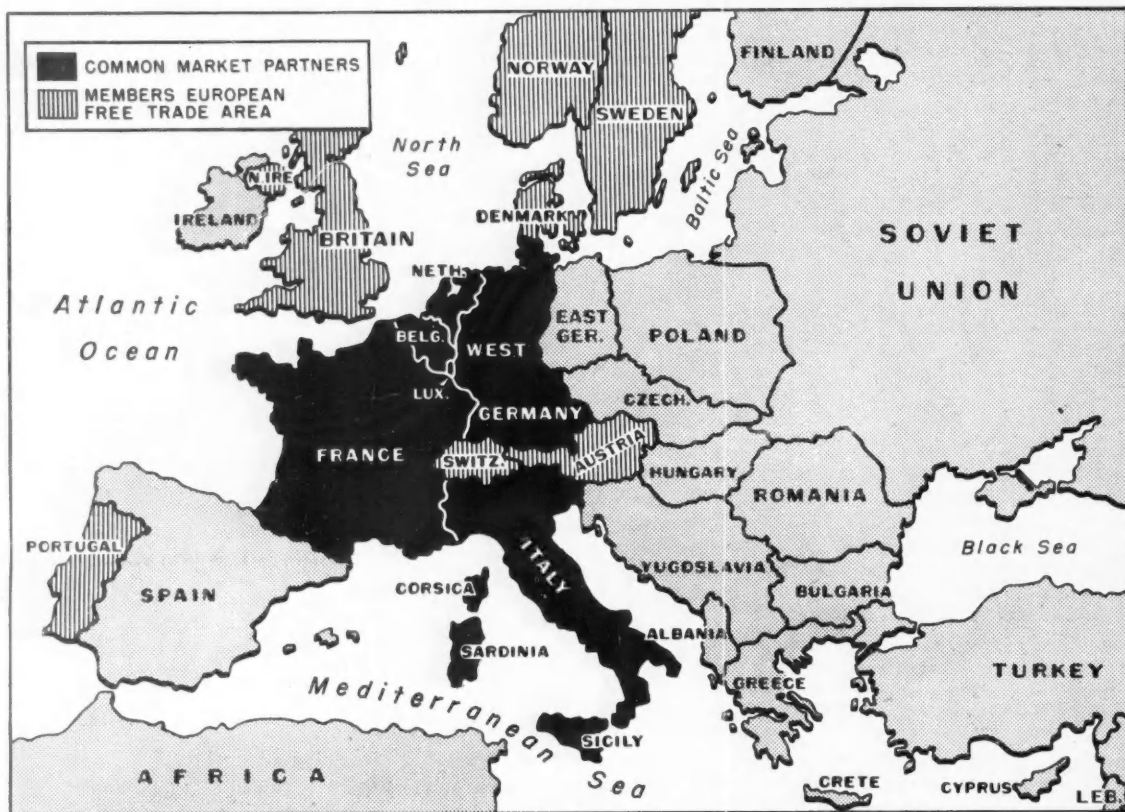 COMMON MARKET PARTNERS
MEMBERS EUROPEAN
FREE TRADE AREA
NORWAY
FINLAND
SWEDEN
North
Sea
Baltic Sea
N.IRE.
IRELAND
DENMARK
BRITAIN
SOVIET
UNION
NETH.
Atlantic
Ocean
EAST
GER.
POLAND
BELG.
WEST
LUX.
GERMANY
CZECH.
FRANCE
SWITZ.
AUSTRIA
HUNGARY
ROMANIA
PORTUGAL
SPAIN
ITALY
Black Sea
YUGOSLAVIA
BULGARIA
CORSICA
ALBANIA
SARDINIA
GREECE
TURKEY
Mediterranean Sea
SICILY
AFRICA
CRETE
CYPRUS
LEB.